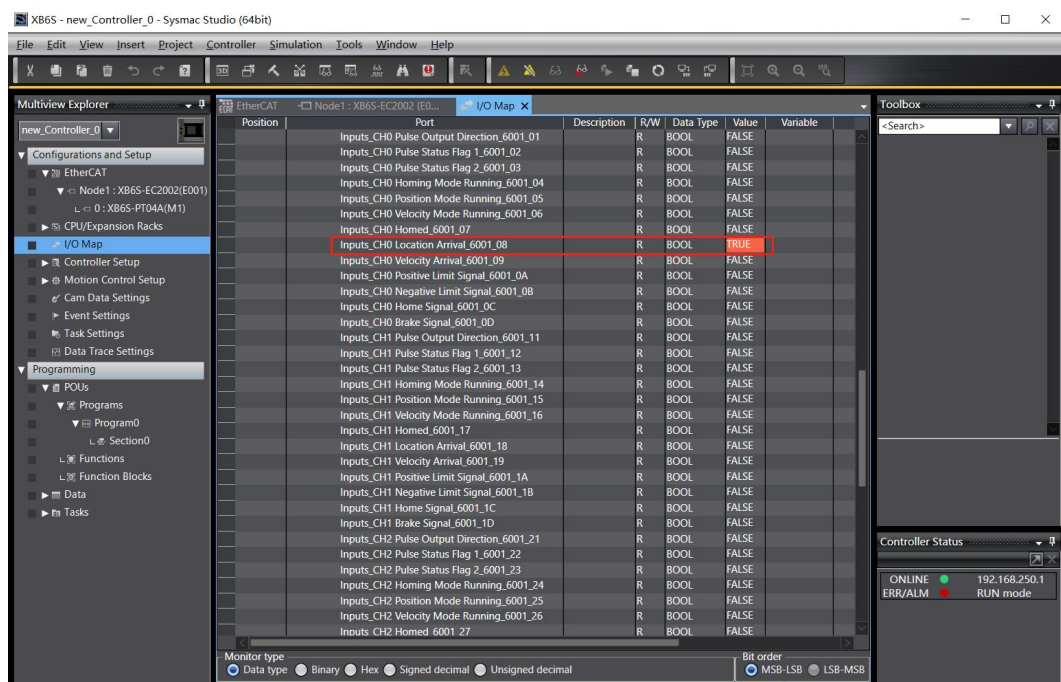 XB6S - new_Controller_0 - Sysmac Studio (64bit)
File Edit View Insert Project Controller Simulation Tools Window Help
Multiview Explorer
new_Controller_0
Configurations and Setup
EtherCAT
Node1 : XB6S-EC2002(E001)
0 : XB6S-PT04A(M1)
CPU/Expansion Racks
I/O Map
Controller Setup
Motion Control Setup
Cam Data Settings
Event Settings
Task Settings
Data Trace Settings
Programming
POUs
Programs
Program0
Section0
Functions
Function Blocks
Data
Tasks
EtherCAT Node1 : XB6S-EC2002 (E0... I/O Map
Position Port Description R/W Data Type Value Variable
Inputs_CH0 Pulse Output Direction_6001_01 R BOOL FALSE
Inputs_CH0 Pulse Status Flag 1_6001_02 R BOOL FALSE
Inputs_CH0 Pulse Status Flag 2_6001_03 R BOOL FALSE
Inputs_CH0 Homing Mode Running_6001_04 R BOOL FALSE
Inputs_CH0 Position Mode Running_6001_05 R BOOL FALSE
Inputs_CH0 Velocity Mode Running_6001_06 R BOOL FALSE
Inputs_CH0 Homed_6001_07 R BOOL FALSE
Inputs_CH0 Location Arrival_6001_08 R BOOL TRUE
Inputs_CH0 Velocity Arrival_6001_09 R BOOL FALSE
Inputs_CH0 Positive Limit Signal_6001_0A R BOOL FALSE
Inputs_CH0 Negative Limit Signal_6001_0B R BOOL FALSE
Inputs_CH0 Home Signal_6001_0C R BOOL FALSE
Inputs_CH0 Brake Signal_6001_0D R BOOL FALSE
Inputs_CH1 Pulse Output Direction_6001_11 R BOOL FALSE
Inputs_CH1 Pulse Status Flag 1_6001_12 R BOOL FALSE
Inputs_CH1 Pulse Status Flag 2_6001_13 R BOOL FALSE
Inputs_CH1 Homing Mode Running_6001_14 R BOOL FALSE
Inputs_CH1 Position Mode Running_6001_15 R BOOL FALSE
Inputs_CH1 Velocity Mode Running_6001_16 R BOOL FALSE
Inputs_CH1 Homed_6001_17 R BOOL FALSE
Inputs_CH1 Location Arrival_6001_18 R BOOL FALSE
Inputs_CH1 Velocity Arrival_6001_19 R BOOL FALSE
Inputs_CH1 Positive Limit Signal_6001_1A R BOOL FALSE
Inputs_CH1 Negative Limit Signal_6001_1B R BOOL FALSE
Inputs_CH1 Home Signal_6001_1C R BOOL FALSE
Inputs_CH1 Brake Signal_6001_1D R BOOL FALSE
Inputs_CH2 Pulse Output Direction_6001_21 R BOOL FALSE
Inputs_CH2 Pulse Status Flag 1_6001_22 R BOOL FALSE
Inputs_CH2 Pulse Status Flag 2_6001_23 R BOOL FALSE
Inputs_CH2 Homing Mode Running_6001_24 R BOOL FALSE
Inputs_CH2 Position Mode Running_6001_25 R BOOL FALSE
Inputs_CH2 Velocity Mode Running_6001_26 R BOOL FALSE
Inputs_CH2 Homed_6001_27 R BOOL FALSE
Monitor type
Data type Binary Hex Signed decimal Unsigned decimal
Bit order
MSB-LSB LSB-MSB
Toolbox
<Search>
Controller Status
ONLINE 192.168.250.1
ERR/ALM RUN mode